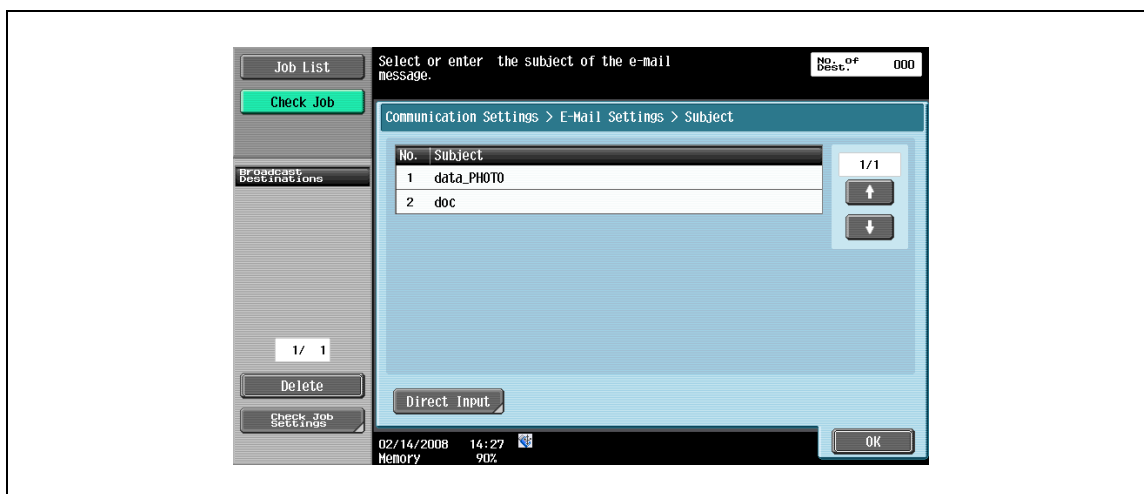 Job List
Check Job
Broadcast
Destinations
1/ 1
Delete
Check Job
Settings
Select or enter the subject of the e-mail
message.
No. of
Dest. 000
Communication Settings > E-Mail Settings > Subject
No. Subject
1 data_PHOTO
2 doc
1/1
Direct Input
OK
02/14/2008 14:27
Memory 90%